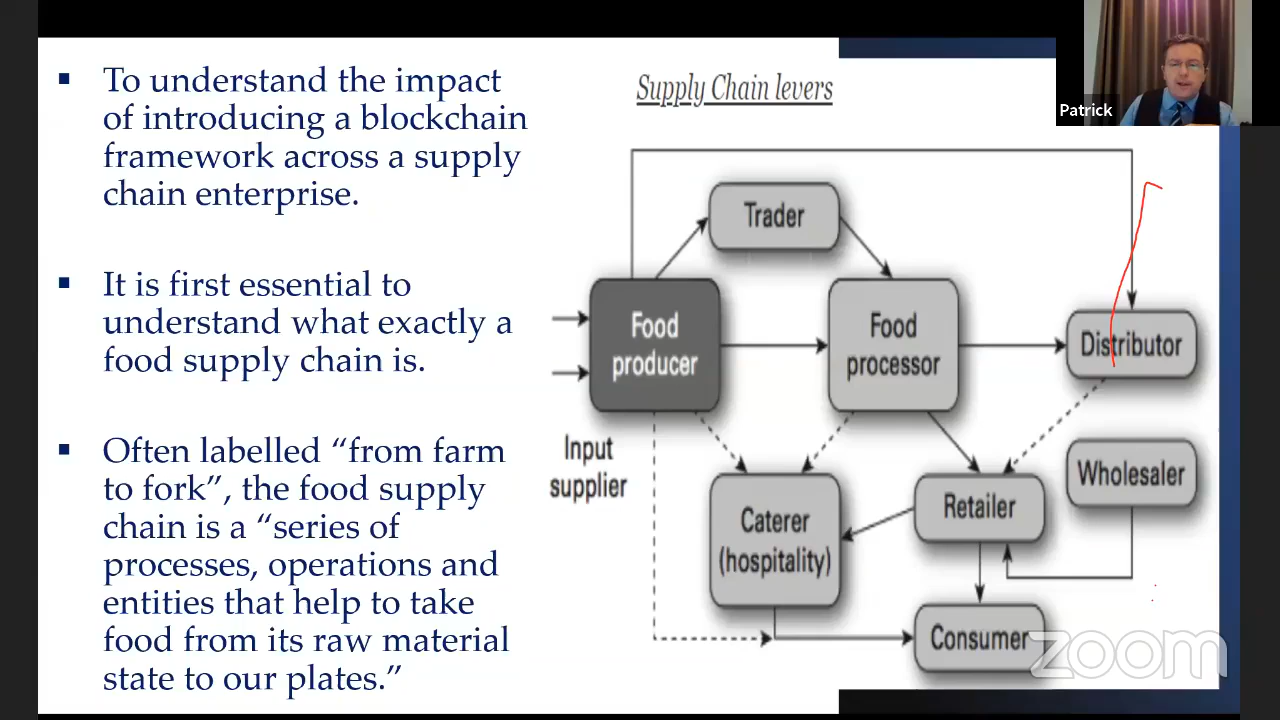 ▪ To understand the impact
of introducing a blockchain
framework across a supply
chain enterprise.
▪ It is first essential to
understand what exactly a
food supply chain is.
▪ Often labelled “from farm
to fork”, the food supply
chain is a “series of
processes, operations and
entities that help to take
food from its raw material
state to our plates.”
Supply Chain levers
Patrick
Trader
Food
producer
Food
processor
Distributor
Input
supplier
Caterer
(hospitality)
Retailer
Wholesaler
Consumer
zoom